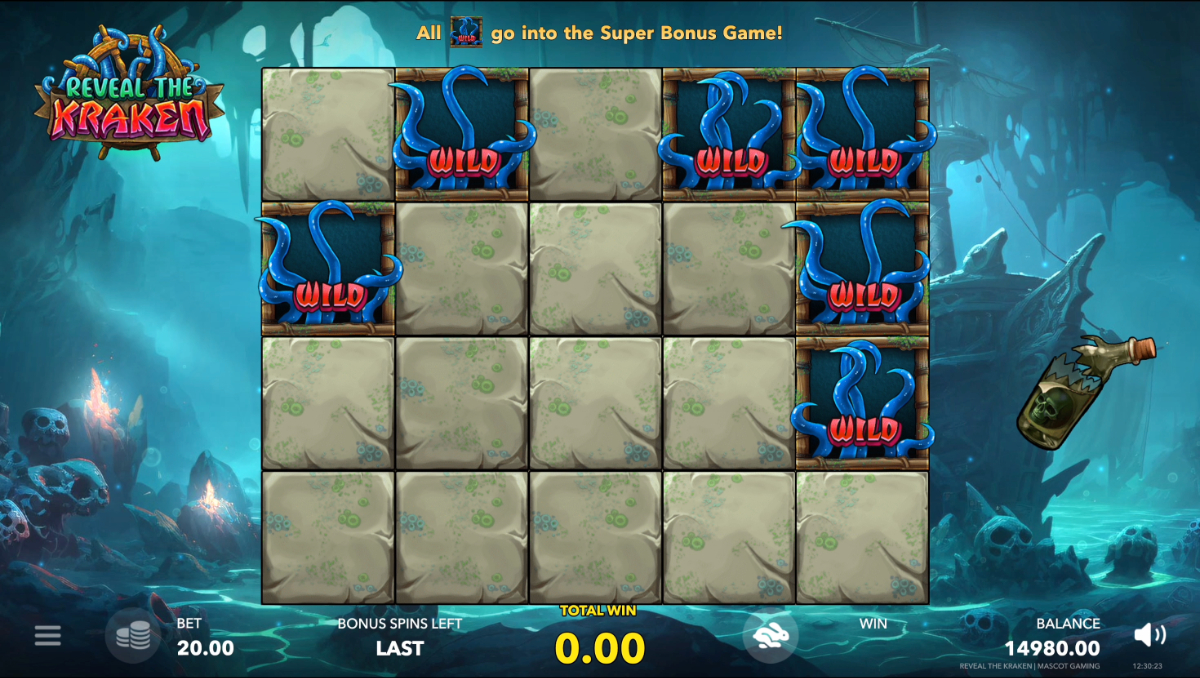 All WILD go into the Super Bonus Game!
REVEAL THE
KRAKEN
WILD WILD WILD
WILD WILD
WILD
BET
20.00
BONUS SPINS LEFT
LAST
TOTAL WIN
0.00
WIN
BALANCE
14980.00
REVEAL THE KRAKEN | MASCOT GAMING
12:30:23